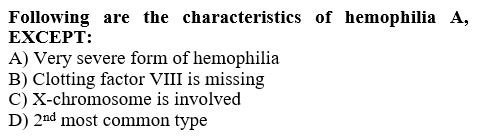 Following are the characteristics of hemophilia A,
EXCEPT:
A) Very severe form of hemophilia
B) Clotting factor VIII is missing
C) X-chromosome is involved
D) 2nd most common type